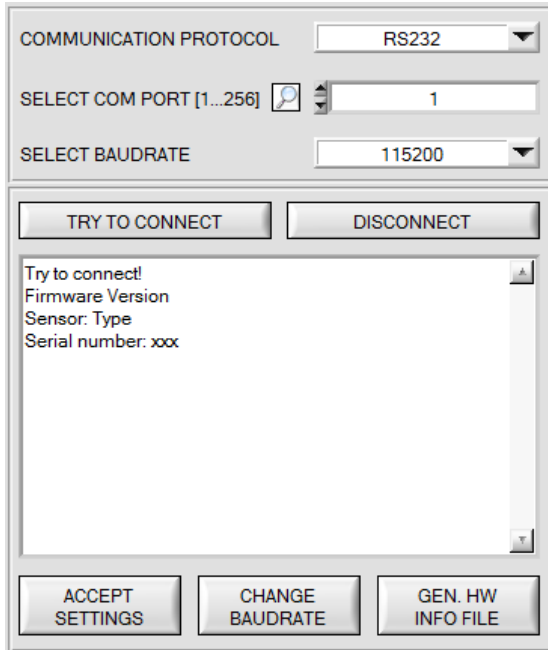 COMMUNICATION PROTOCOL RS232
SELECT COM PORT [1...256] 1
SELECT BAUDRATE 115200
TRY TO CONNECT DISCONNECT
Try to connect!
Firmware Version
Sensor: Type
Serial number: xxx
ACCEPT CHANGE GEN. HW
SETTINGS BAUDRATE INFO FILE